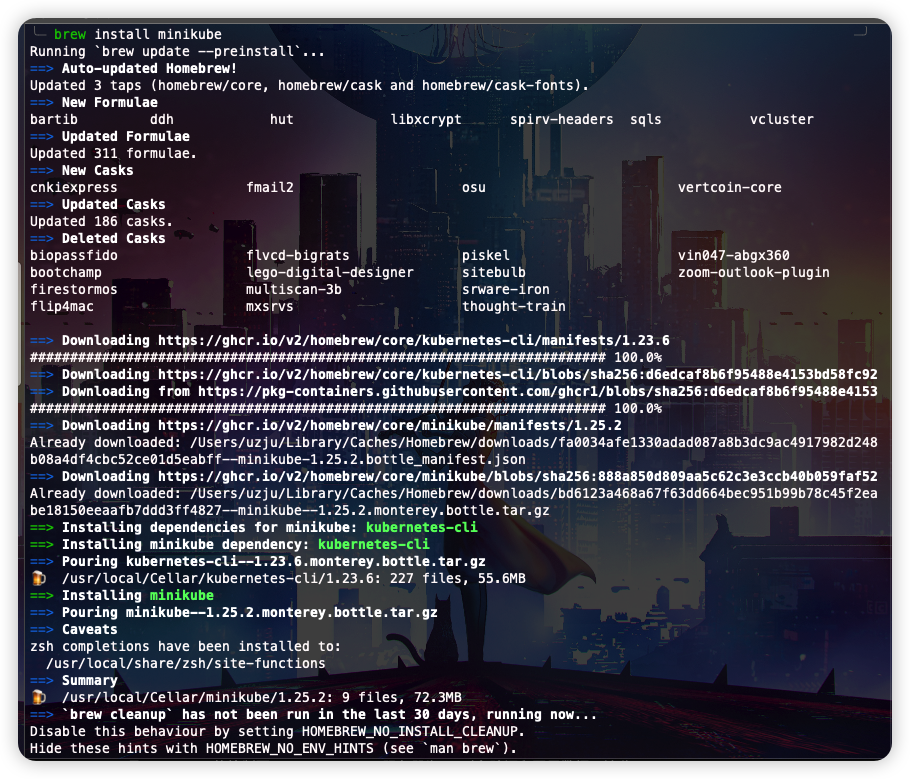 brew install minikube
Running `brew update --preinstall`...
==> Auto-updated Homebrew!
Updated 3 taps (homebrew/core, homebrew/cask and homebrew/cask-fonts).
==> New Formulae
bartib ddh hut libxcrypt spirv-headers sqls vcluster
==> Updated Formulae
Updated 311 formulae.
==> New Casks
cnkiexpress fmail2 osu vertcoin-core
==> Updated Casks
Updated 186 casks.
==> Deleted Casks
biopassfido flvcd-bigrats piskel vin047-abgx360
bootchamp lego-digital-designer sitebulb zoom-outlook-plugin
firestormos multiscan-3b srware-iron
flip4mac mxsrvs thought-train
==> Downloading https://ghcr.io/v2/homebrew/core/kubernetes-cli/manifests/1.23.6
######################################################################## 100.0%
==> Downloading https://ghcr.io/v2/homebrew/core/kubernetes-cli/blobs/sha256:d6edcaf8b6f95488e4153bd58fc92
==> Downloading from https://pkg-containers.githubusercontent.com/ghcr1/blobs/sha256:d6edcaf8b6f95488e4153
######################################################################## 100.0%
==> Downloading https://ghcr.io/v2/homebrew/core/minikube/manifests/1.25.2
Already downloaded: /Users/uzju/Library/Caches/Homebrew/downloads/fa0034afe1330adad087a8b3dc9ac4917982d248
b08a4df4cbc52ce01d5eabff--minikube-1.25.2.bottle_manifest.json
==> Downloading https://ghcr.io/v2/homebrew/core/minikube/blobs/sha256:888a850d809aa5c62c3e3ccb40b059faf52
Already downloaded: /Users/uzju/Library/Caches/Homebrew/downloads/bd6123a468a67f63dd664bec951b99b78c45f2ea
be18150eeaafb7ddd3ff4827--minikube--1.25.2.monterey.bottle.tar.gz
==> Installing dependencies for minikube: kubernetes-cli
==> Installing minikube dependency: kubernetes-cli
==> Pouring kubernetes-cli--1.23.6.monterey.bottle.tar.gz
🍺 /usr/local/Cellar/kubernetes-cli/1.23.6: 227 files, 55.6MB
==> Installing minikube
==> Pouring minikube--1.25.2.monterey.bottle.tar.gz
==> Caveats
zsh completions have been installed to:
/usr/local/share/zsh/site-functions
==> Summary
🍺 /usr/local/Cellar/minikube/1.25.2: 9 files, 72.3MB
==> `brew cleanup` has not been run in the last 30 days, running now...
Disable this behaviour by setting HOMEBREW_NO_INSTALL_CLEANUP.
Hide these hints with HOMEBREW_NO_ENV_HINTS (see `man brew`).